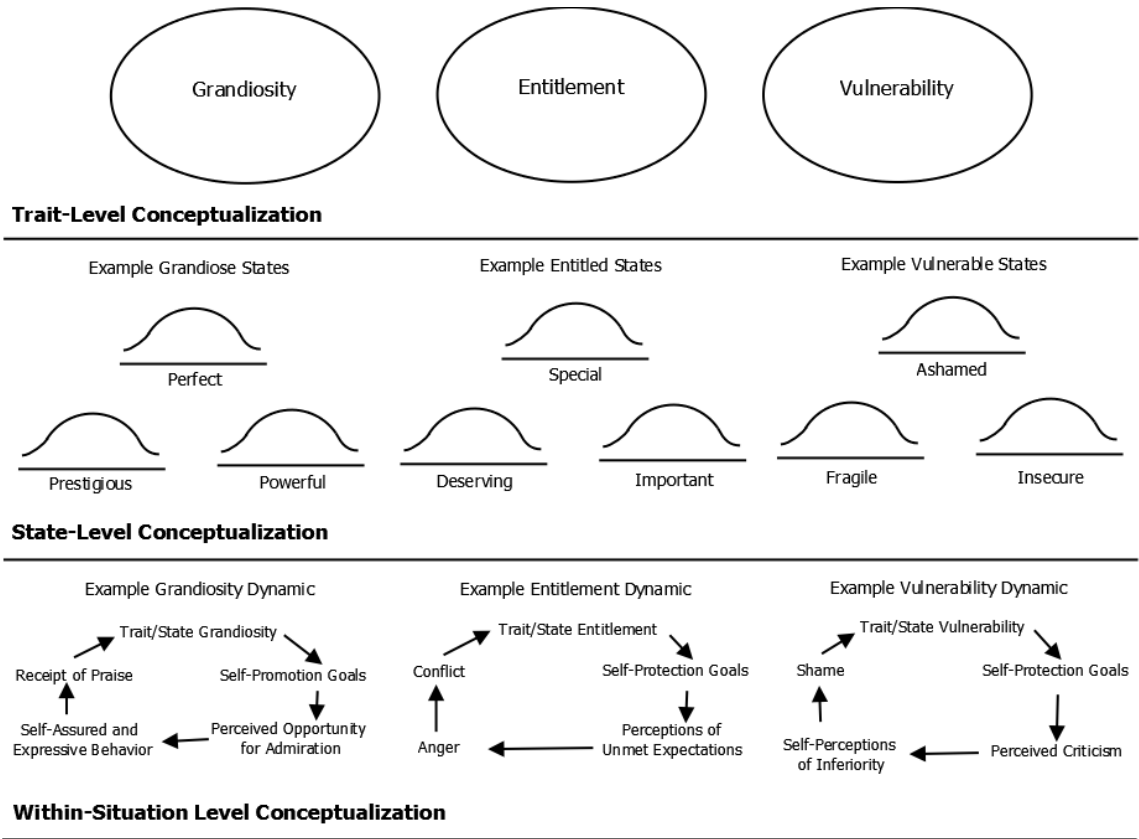 Grandiosity
Entitlement
Vulnerability
Trait-Level Conceptualization
Example Grandiose States
Example Entitled States
Example Vulnerable States
Perfect
Special
Ashamed
Prestigious
Powerful
Deserving
Important
Fragile
Insecure
State-Level Conceptualization
Example Grandiosity Dynamic
Trait/State Grandiosity
Self-Promotion Goals
Perceived Opportunity
for Admiration
Self-Assured and
Expressive Behavior
Receipt of Praise
Example Entitlement Dynamic
Trait/State Entitlement
Self-Protection Goals
Perceptions of
Unmet Expectations
Anger
Conflict
Example Vulnerability Dynamic
Trait/State Vulnerability
Self-Protection Goals
Perceived Criticism
Self-Perceptions
of Inferiority
Shame
Within-Situation Level Conceptualization